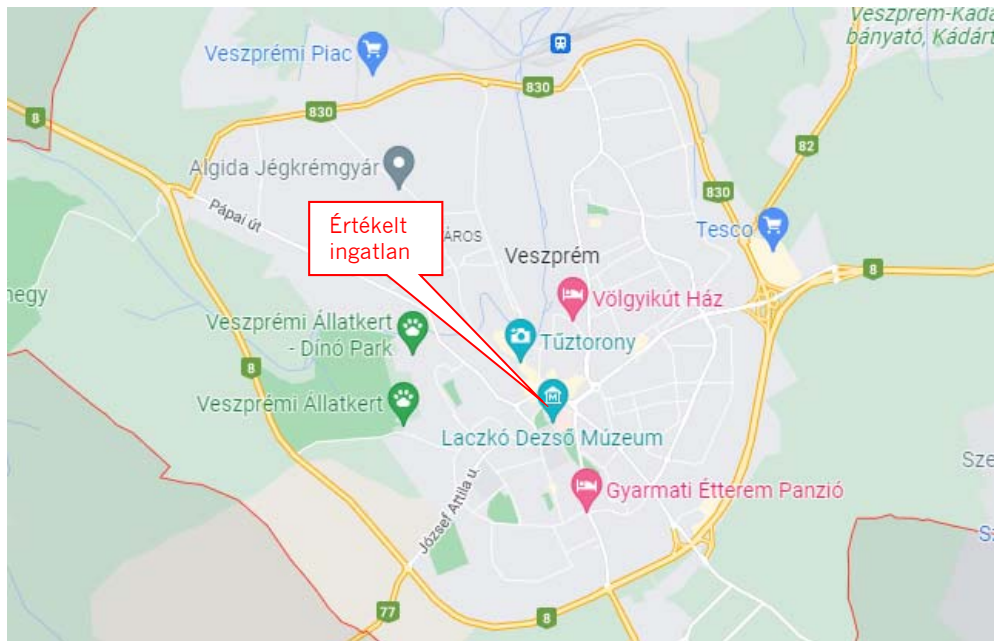 Veszprém-Káda
bányató, Kádárt
Veszprémi Piac
830
830
8
82
Algida Jégkrémgyár
830
Pápai út
Értékelt
ingatlan
ÁROS
Tesco
Veszprém
8
hegy
Völgyikút Ház
Veszprémi Állatkert
- Dínó Park
Tűztorony
8
Veszprémi Állatkert
M
Laczkó Dezső Múzeum
Sze
Gyarmati Étterem Panzió
József Attila u.
S
77
8